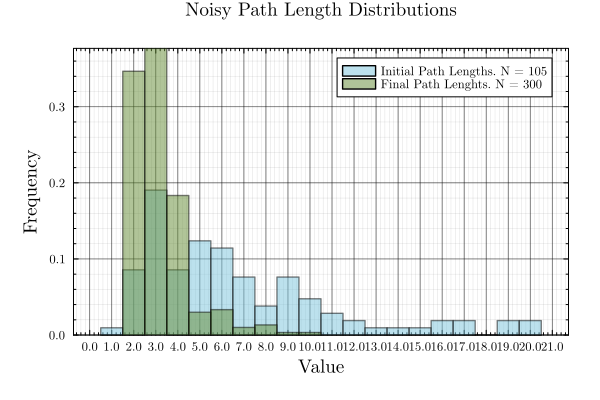 Noisy Path Length Distributions
Initial Path Lengths. N = 105
Final Path Lenghts. N = 300
Frequency
0.3
0.2
0.1
0.0
0.0 1.0 2.0 3.0 4.0 5.0 6.0 7.0 8.0 9.0 10.0 11.0 12.0 13.0 14.0 15.0 16.0 17.0 18.0 19.0 20.0 21.0
Value